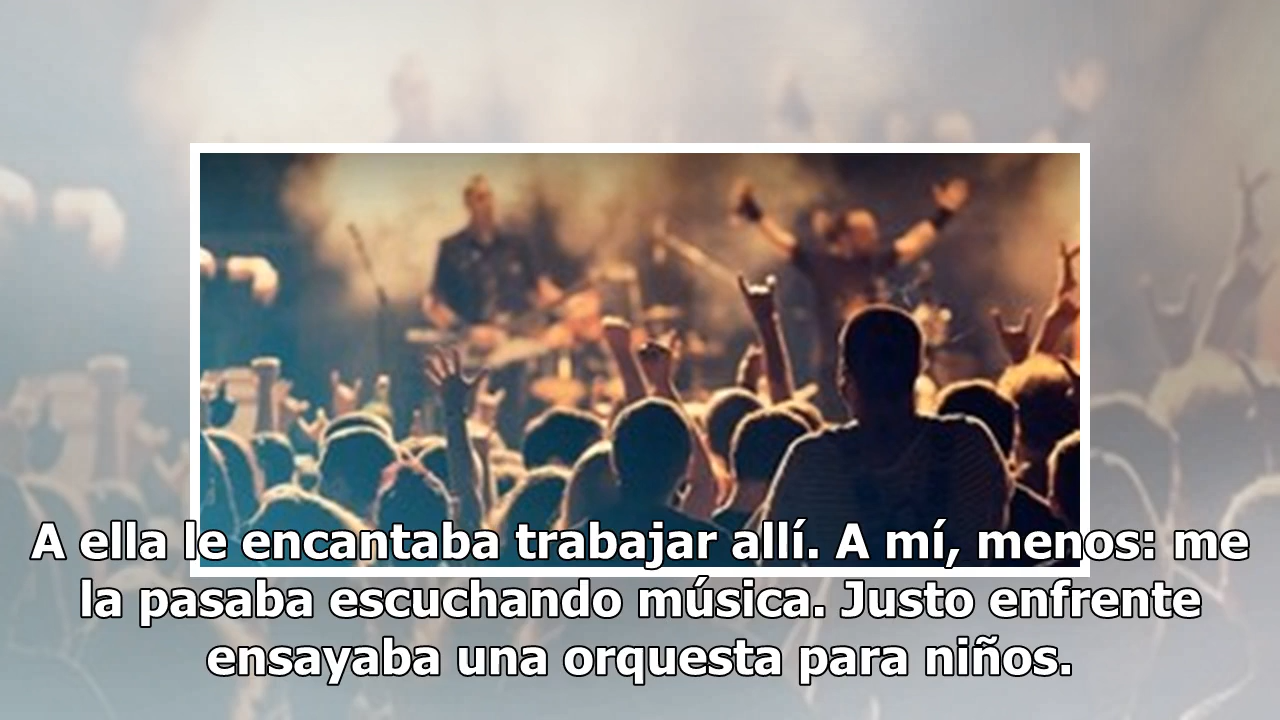 A ella le encantaba trabajar allí. A mí, menos: me
la pasaba escuchando música. Justo enfrente
ensayaba una orquesta para niños.